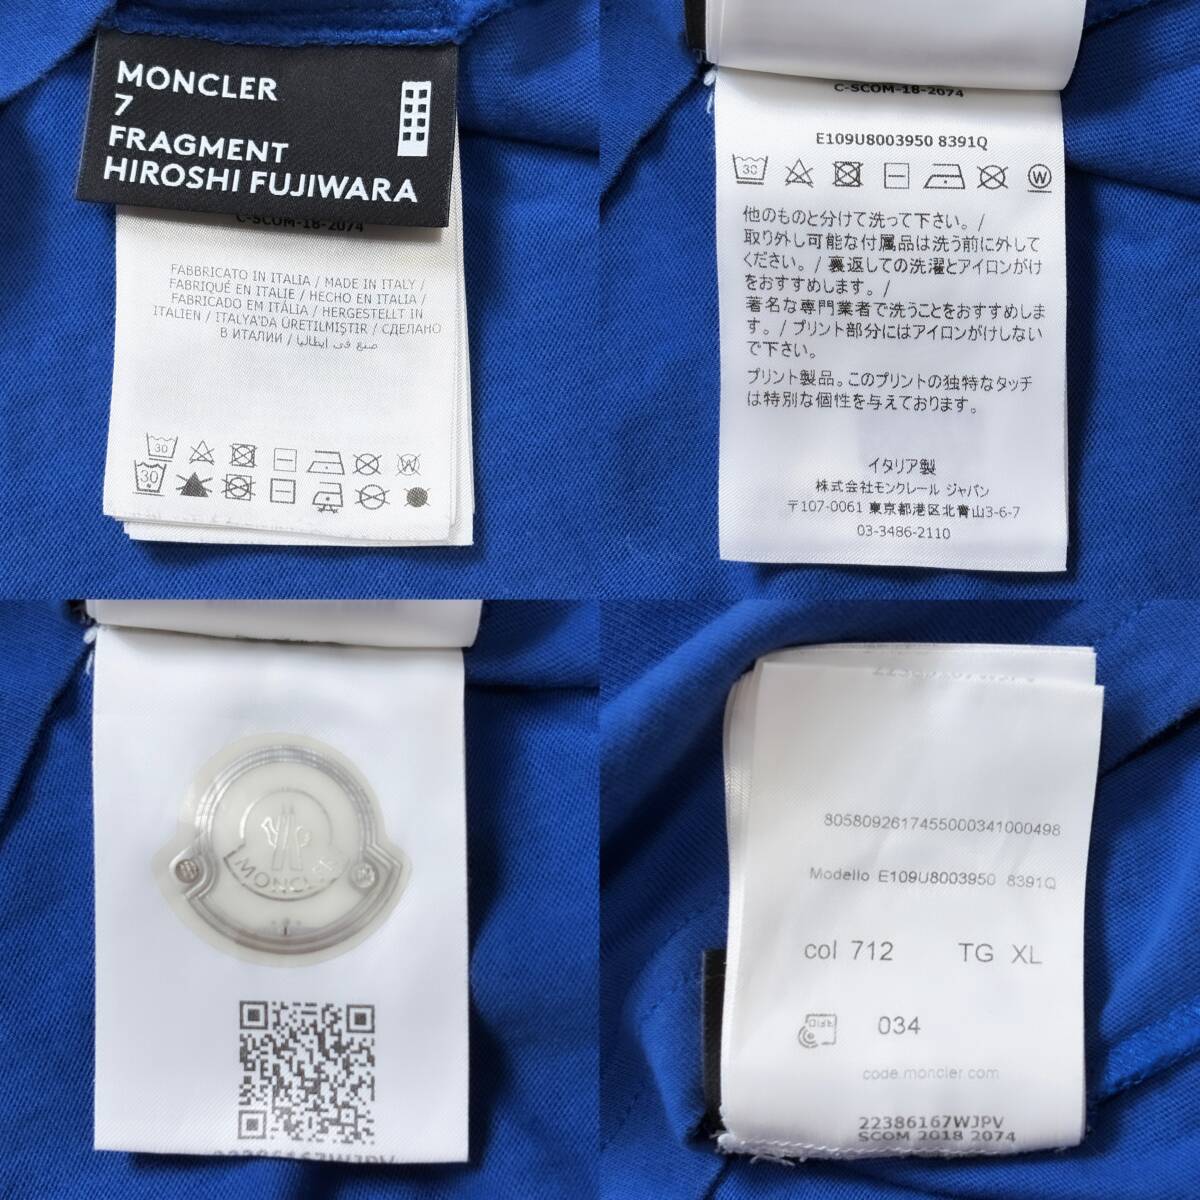 MONCLER
7
FRAGMENT
HIROSHI FUJIWARA
C-SCOM-18-2074
FABBRICATO IN ITALIA / MADE IN ITALY /
FABRIQUÉ EN ITALIE / HECHO EN ITALIA /
FABRICADO EM ITÁLIA / HERGESTELLT IN
ITALIEN / ITALYA'DA ÜRETILMIŞTIR / СДЕЛАНО
В ИТАЛИИ / صنع في إيطاليا
30
30
W
C-SCOM-18-2074
E109U8003950 8391Q
30
W
他のものと分けて洗って下さい。/
取り外し可能な付属品は洗う前に外して
ください。/ 裏返しての洗濯とアイロンがけ
をおすすめします。/
著名な専門業者で洗うことをおすすめしま
す。/ プリント部分にはアイロンがけしない
で下さい。
プリント製品。このプリントの独特なタッチ
は特別な個性を与えております。
イタリア製
株式会社モンクレール ジャパン
〒107-0061 東京都港区北青山3-6-7
03-3486-2110
MONCLER
22386167WJPV
8058092617455000341000498
Modello E109U8003950 8391Q
col 712 TG XL
RFID 034
code.moncler.com
22386167WJPV
SCOM 2018 2074